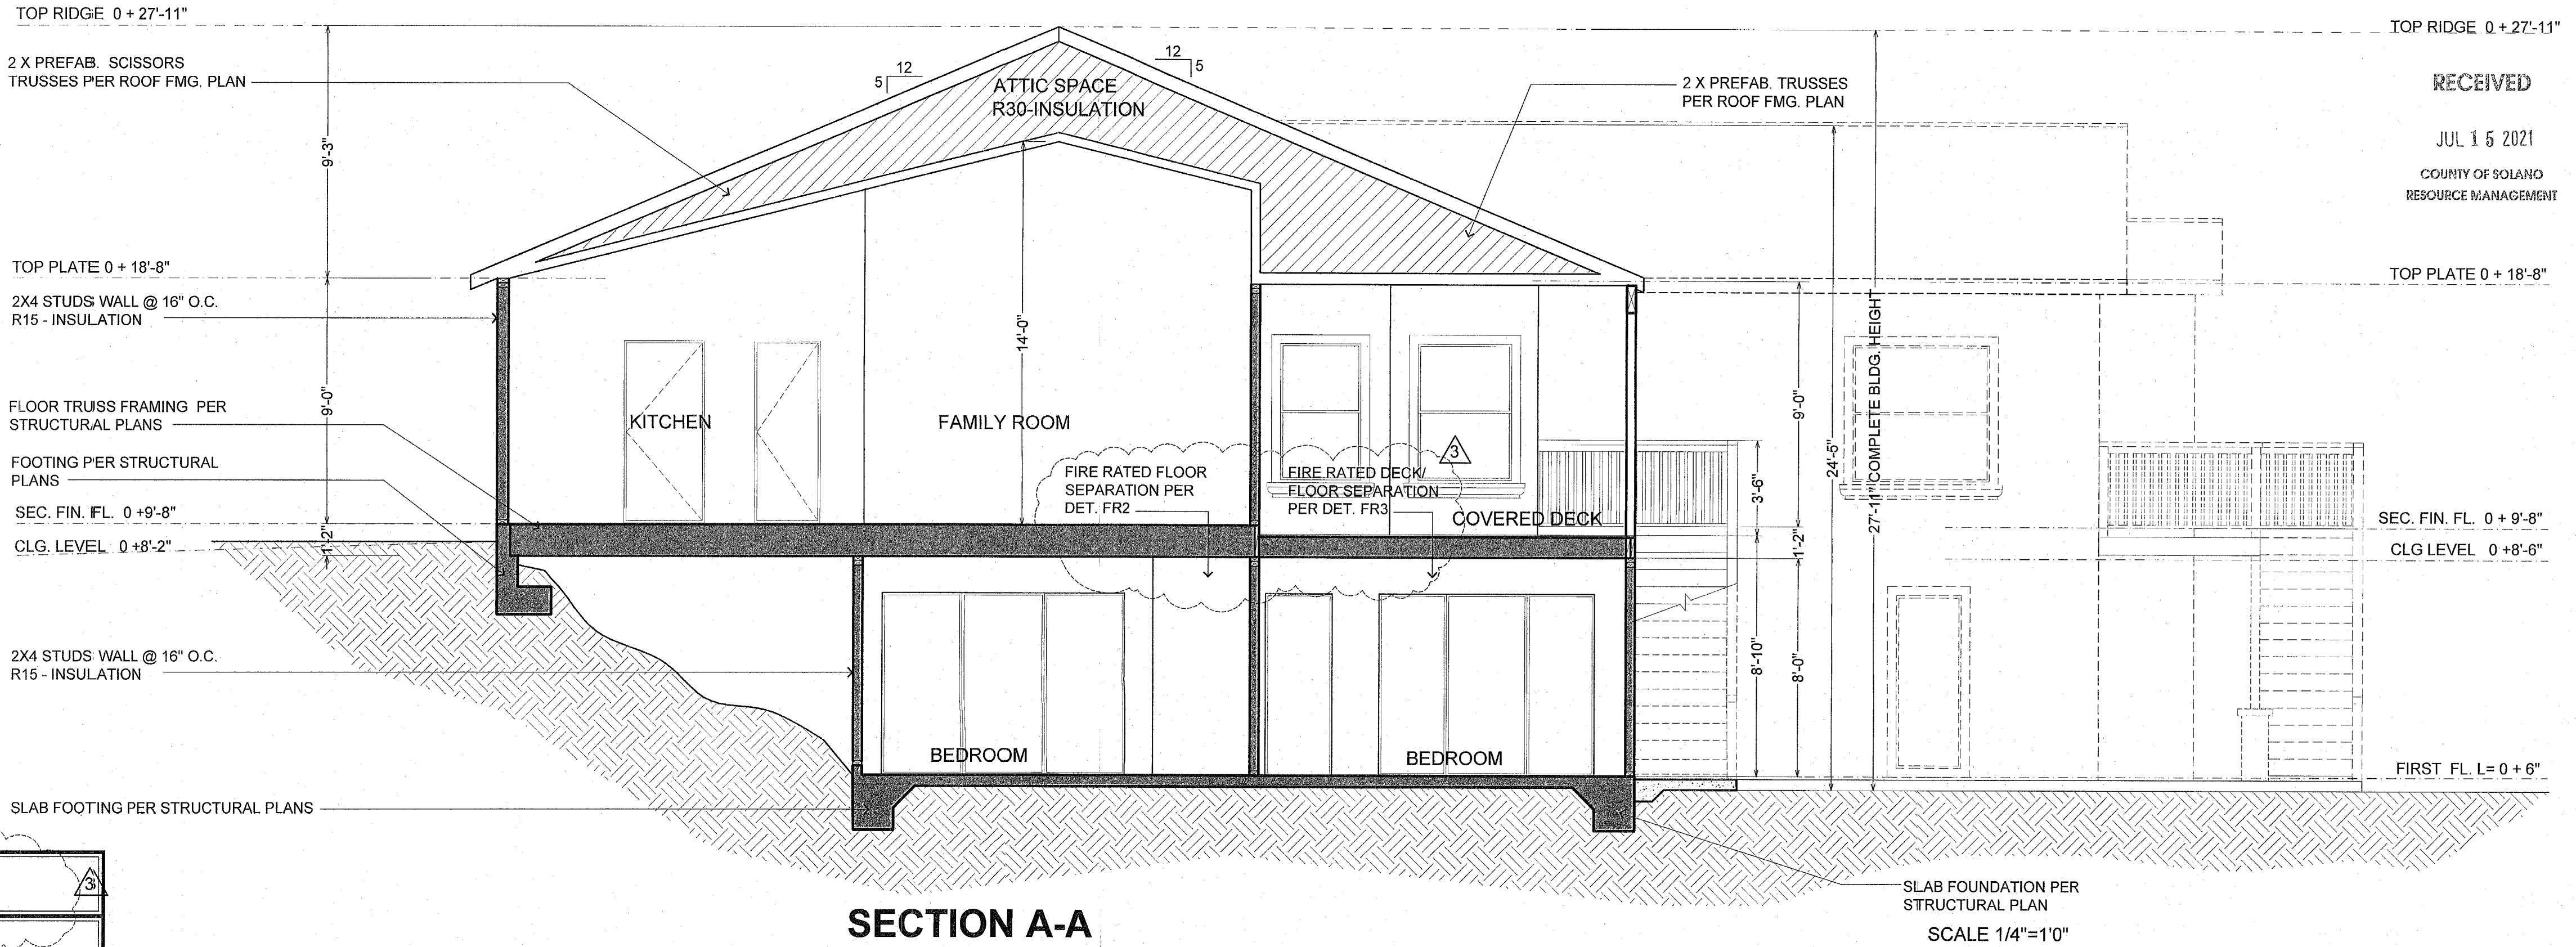 TOP RIDGE 0 + 27'-11"
TOP RIDGE 0 + 27'-11"
2 X PREFAB. SCISSORS
TRUSSES PER ROOF FMG. PLAN
12
5
12
5
ATTIC SPACE
R30-INSULATION
2 X PREFAB. TRUSSES
PER ROOF FMG. PLAN
RECEIVED
JUL 15 2021
COUNTY OF SOLANO
RESOURCE MANAGEMENT
9'-3"
TOP PLATE 0 + 18'-8"
TOP PLATE 0 + 18'-8"
2X4 STUDS WALL @ 16" O.C.
R15 - INSULATION
14'-0"
9'-0"
9'-0"
24'-5"
27'-11" COMPLETE BLDG. HEIGHT
FLOOR TRUSS FRAMING PER
STRUCTURAL PLANS
KITCHEN
FAMILY ROOM
3
FOOTING PER STRUCTURAL
PLANS
FIRE RATED FLOOR
SEPARATION PER
DET. FR2
FIRE RATED DECK/
FLOOR SEPARATION
PER DET. FR3
3'-6"
COVERED DECK
SEC. FIN. FL. 0 +9'-8"
SEC. FIN. FL. 0 + 9'-8"
1'-2"
1'-2"
CLG. LEVEL 0 +8'-2"
CLG LEVEL 0 +8'-6"
2X4 STUDS WALL @ 16" O.C.
R15 - INSULATION
8'-10"
8'-0"
BEDROOM
BEDROOM
FIRST FL. L= 0 + 6"
SLAB FOOTING PER STRUCTURAL PLANS
3
SLAB FOUNDATION PER
STRUCTURAL PLAN
SECTION A-A
SCALE 1/4"=1'0"